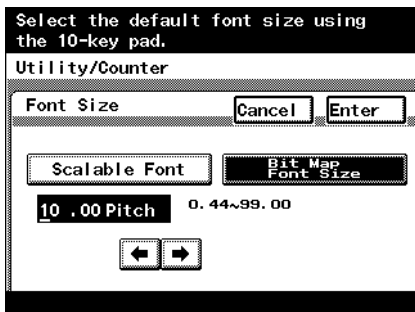 Select the default font size using
the 10-key pad.
Utility/Counter
Font Size
Cancel
Enter
Scalable Font
Bit Map
Font Size
10 .00 Pitch
0.44~99.00